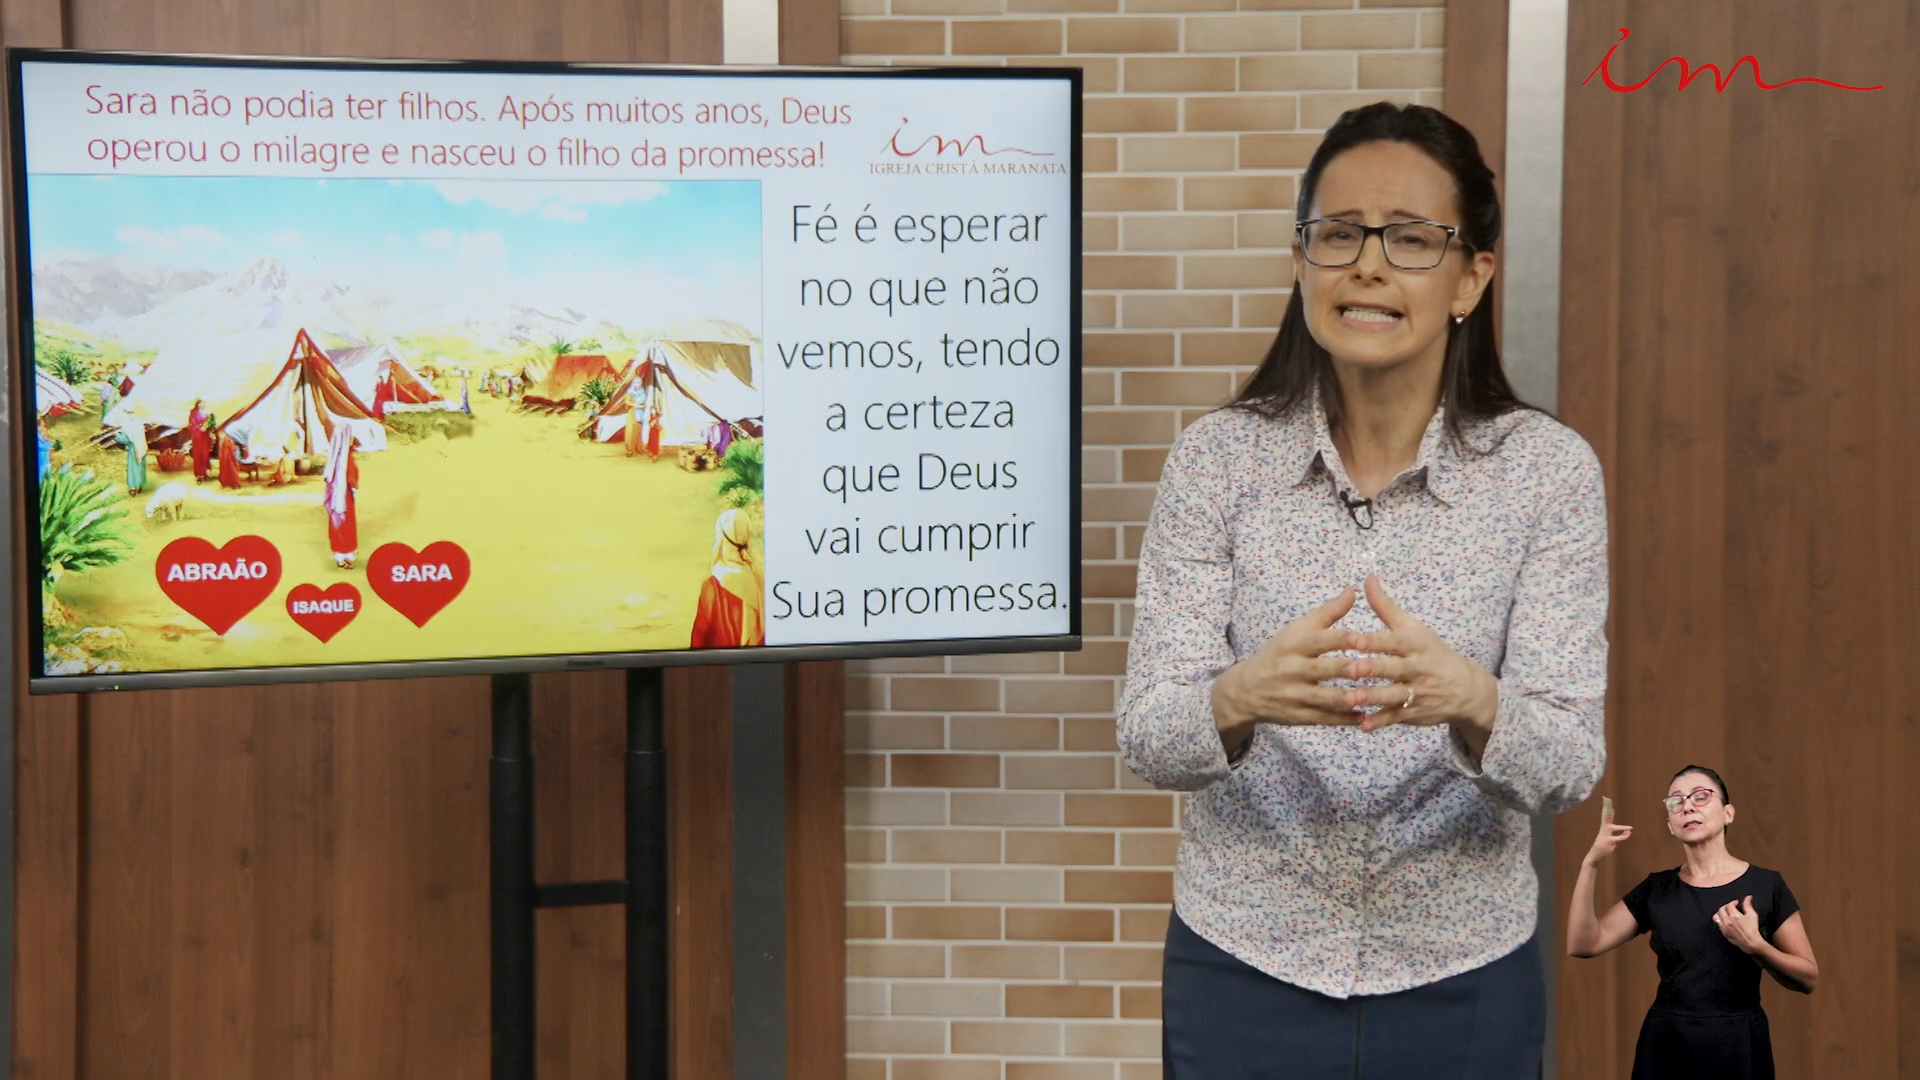 Sara não podia ter filhos. Após muitos anos, Deus
operou o milagre e nasceu o filho da promessa!
im
IGREJA CRISTÃ MARANATA
Fé é esperar
no que não
vemos, tendo
a certeza
que Deus
vai cumprir
Sua promessa.
ABRAÃO
ISAQUE
SARA
im